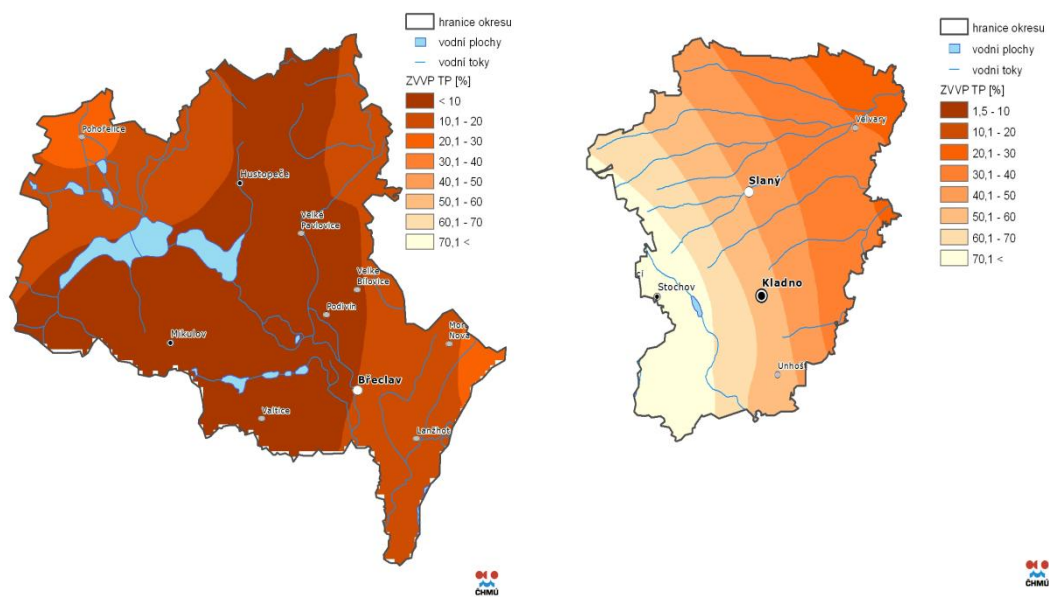 hranice okresu
vodní plochy
vodní toky
ZVVP TP [%]
< 10
10,1 - 20
20,1 - 30
30,1 - 40
40,1 - 50
50,1 - 60
60,1 - 70
70,1 <
Pohořelice
Hustopeče
Velké
Pavlovice
Velké
Bílovice
Podivín
Mikulov
Nová
Břeclav
Valtice
Lanžhot
ČHMÚ
hranice okresu
vodní plochy
vodní toky
ZVVP TP [%]
1,5 - 10
10,1 - 20
20,1 - 30
30,1 - 40
40,1 - 50
50,1 - 60
60,1 - 70
70,1 <
Velvary
Slaný
Stochov
Kladno
Unhošť
ČHMÚ